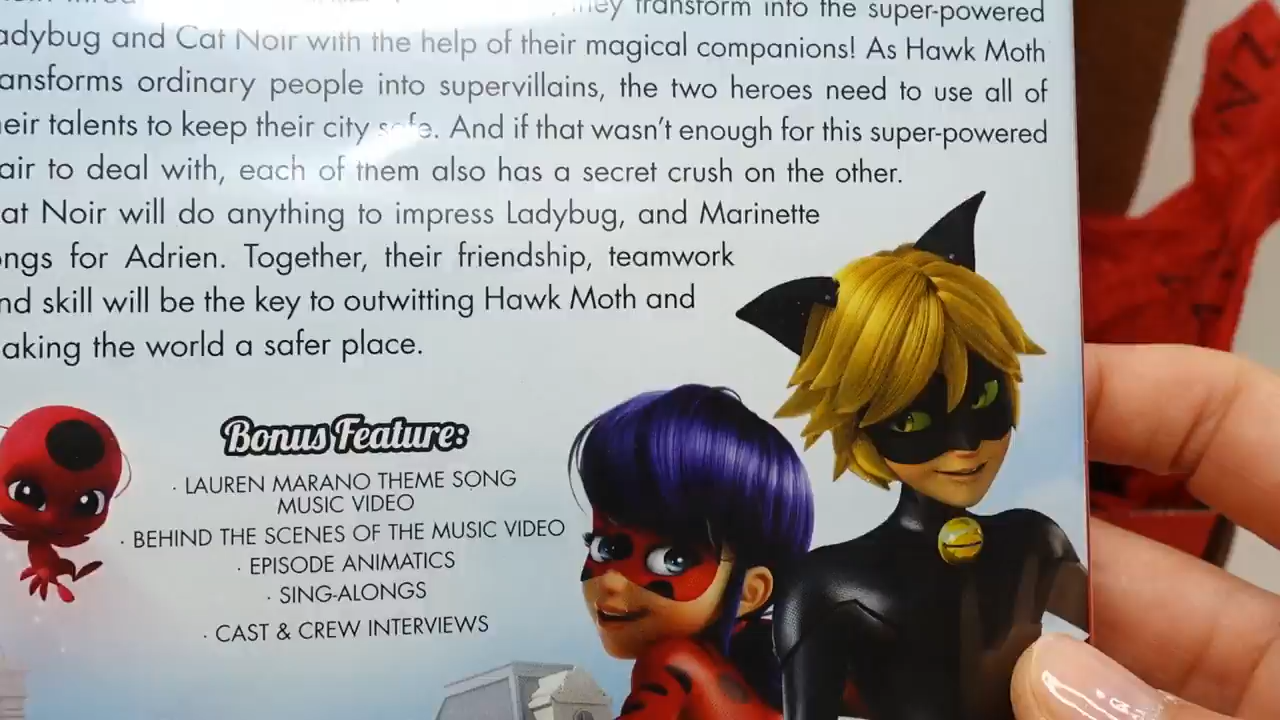 they transform into the super-powered
adybug and Cat Noir with the help of their magical companions! As Hawk Moth
ansforms ordinary people into supervillains, the two heroes need to use all of
eir talents to keep their city safe. And if that wasn't enough for this super-powered
air to deal with, each of them also has a secret crush on the other.
at Noir will do anything to impress Ladybug, and Marinette
ngs for Adrien. Together, their friendship, teamwork
nd skill will be the key to outwitting Hawk Moth and
aking the world a safer place.
Bonus Feature:
· LAUREN MARANO THEME SONG
MUSIC VIDEO
· BEHIND THE SCENES OF THE MUSIC VIDEO
· EPISODE ANIMATICS
· SING-ALONGS
· CAST & CREW INTERVIEWS